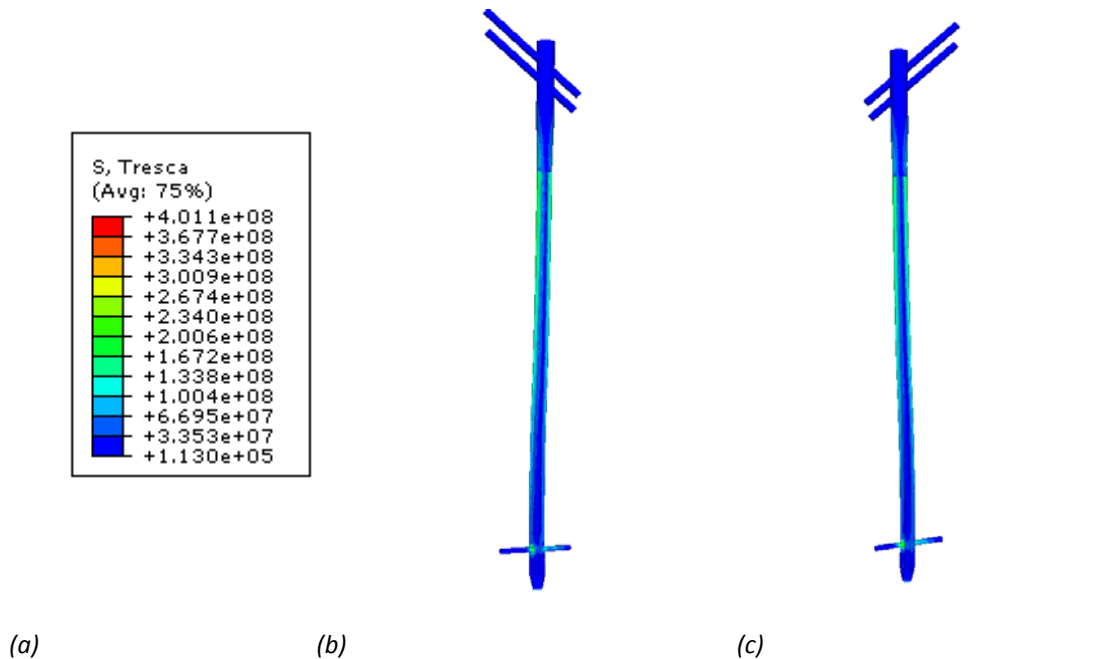 S, Tresca
(Avg: 75%)
+4.011e+08
+3.677e+08
+3.343e+08
+3.009e+08
+2.674e+08
+2.340e+08
+2.006e+08
+1.672e+08
+1.338e+08
+1.004e+08
+6.695e+07
+3.353e+07
+1.130e+05
(a) (b) (c)